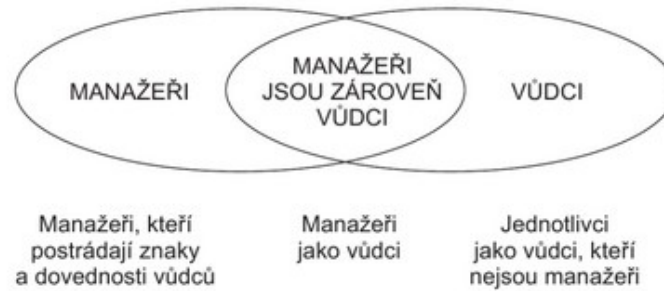 MANAŽEŘI
MANAŽEŘI
JSOU ZÁROVEŇ
VŮDCI
VŮDCI
Manažeři, kteří
postrádají znaky
a dovednosti vůdců
Manažeři
jako vůdci
Jednotlivci
jako vůdci, kteří
nejsou manažeři